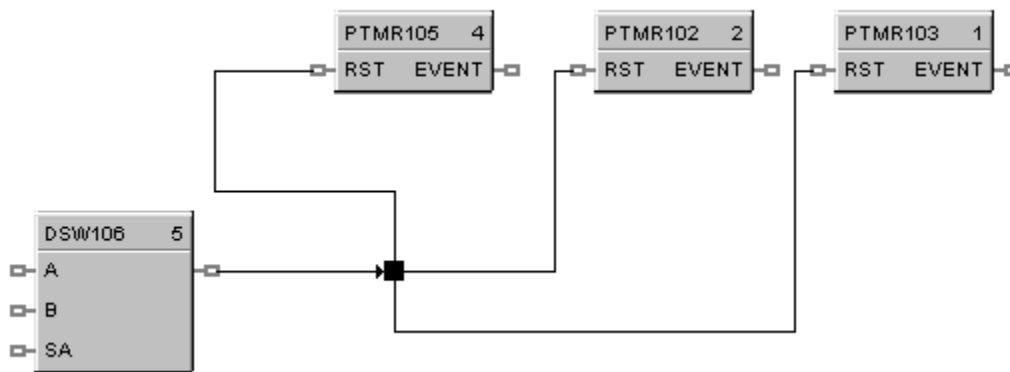 PTMR105 4
RST EVENT
PTMR102 2
RST EVENT
PTMR103 1
RST EVENT
DSW106 5
A
B
SA